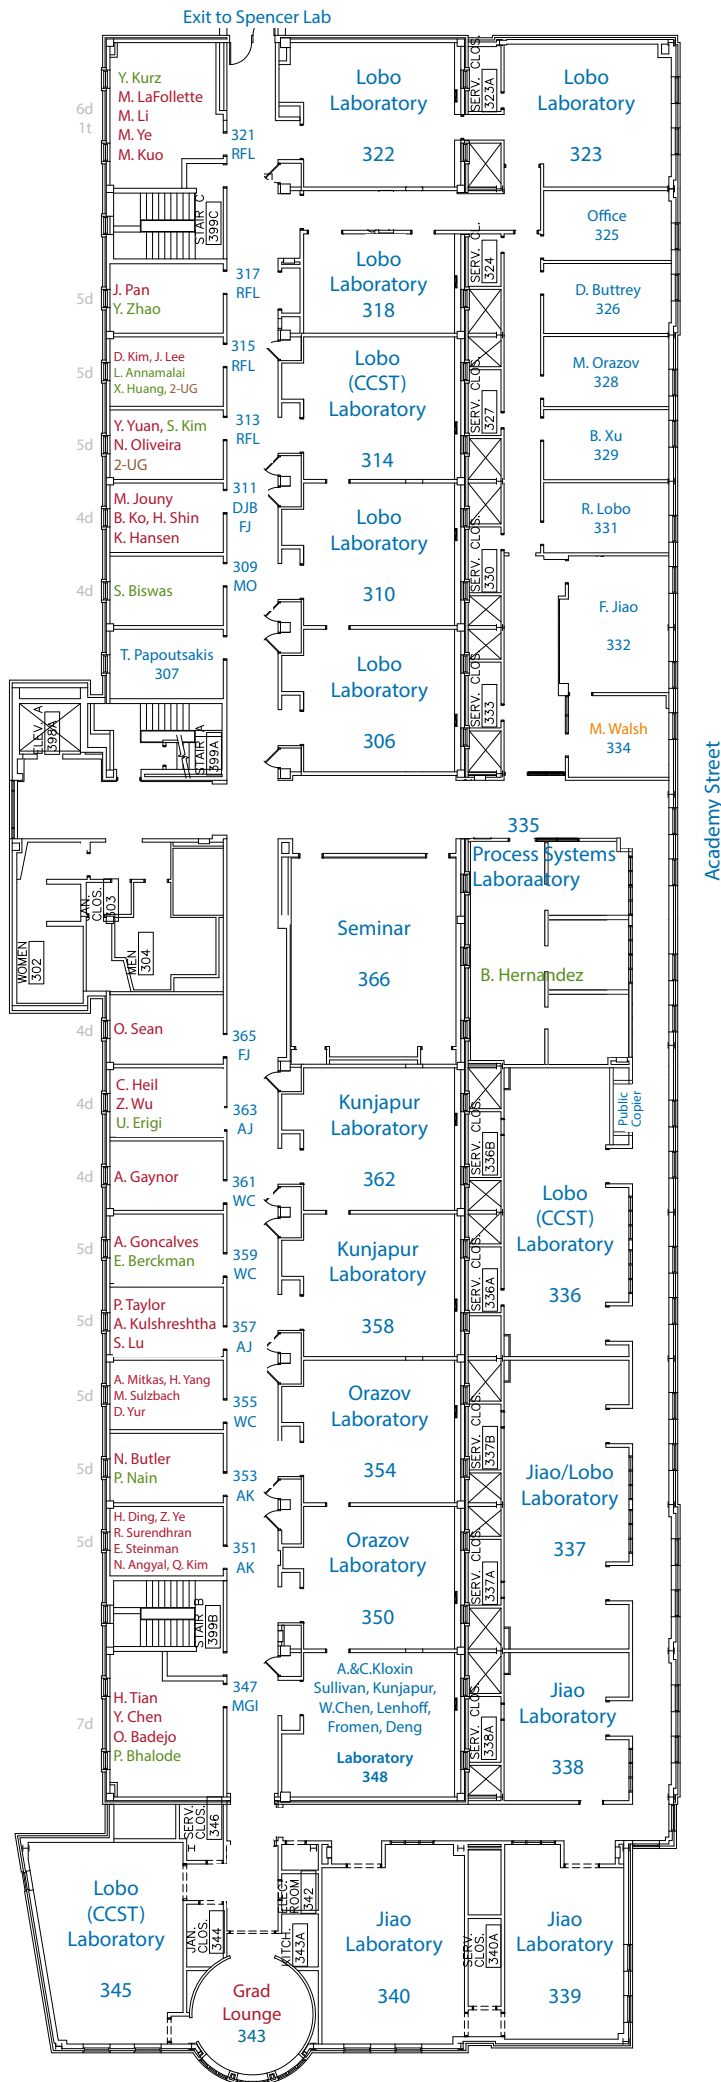 Exit to Spencer Lab
6d
1t
Y. Kurz
M. LaFollette
M. Li
M. Ye
M. Kuo
321
RFL
Lobo
Laboratory
322
SERV. CLOS.
323A
Lobo
Laboratory
323
STAIR C
399C
Office
325
5d
J. Pan
Y. Zhao
317
RFL
Lobo
Laboratory
318
SERV. CL.
324
D. Buttrey
326
5d
D. Kim, J. Lee
L. Annamalai
X. Huang, 2-UG
315
RFL
Lobo
(CCST)
Laboratory
314
SERV. CLOS.
327
M. Orazov
328
5d
Y. Yuan, S. Kim
N. Oliveira
2-UG
313
RFL
B. Xu
329
4d
M. Jouny
B. Ko, H. Shin
K. Hansen
311
DJB
FJ
Lobo
Laboratory
310
SERV. CLOS.
330
R. Lobo
331
4d
S. Biswas
309
MO
F. Jiao
332
T. Papoutsakis
307
Lobo
Laboratory
306
SERV. CLOS.
333
M. Walsh
334
ELEV. A
398A
STAIR A
399A
Academy Street
335
Process Systems
Laboraatory
B. Hernandez
Seminar
366
WOMEN
302
JAN.
CLOS.
303
MEN
304
4d
O. Sean
365
FJ
4d
C. Heil
Z. Wu
U. Erigi
363
AJ
Kunjapur
Laboratory
362
SERV. CLOS.
336B
Public
Copier
4d
A. Gaynor
361
WC
Lobo
(CCST)
Laboratory
336
5d
A. Goncalves
E. Berckman
359
WC
Kunjapur
Laboratory
358
SERV. CLOS.
336A
5d
P. Taylor
A. Kulshreshtha
S. Lu
357
AJ
5d
A. Mitkas, H. Yang
M. Sulzbach
D. Yur
355
WC
Orazov
Laboratory
354
SERV. CLOS.
337B
Jiao/Lobo
Laboratory
337
5d
N. Butler
P. Nain
353
AK
5d
H. Ding, Z. Ye
R. Surendhran
E. Steinman
N. Angyal, Q. Kim
351
AK
Orazov
Laboratory
350
SERV. CLOS.
337A
STAIR B
399B
7d
H. Tian
Y. Chen
O. Badejo
P. Bhalode
347
MGI
A.&C.Kloxin
Sullivan, Kunjapur,
W.Chen, Lenhoff,
Fromen, Deng
Laboratory
348
SERV. CLOS.
338A
Jiao
Laboratory
338
SERV.
CLOS.
346
Lobo
(CCST)
Laboratory
345
JAN.
CLOS.
344
ELEC.
ROOM
342
KITCH.
343A
Grad
Lounge
343
Jiao
Laboratory
340
SERV.
CLOS.
340A
Jiao
Laboratory
339